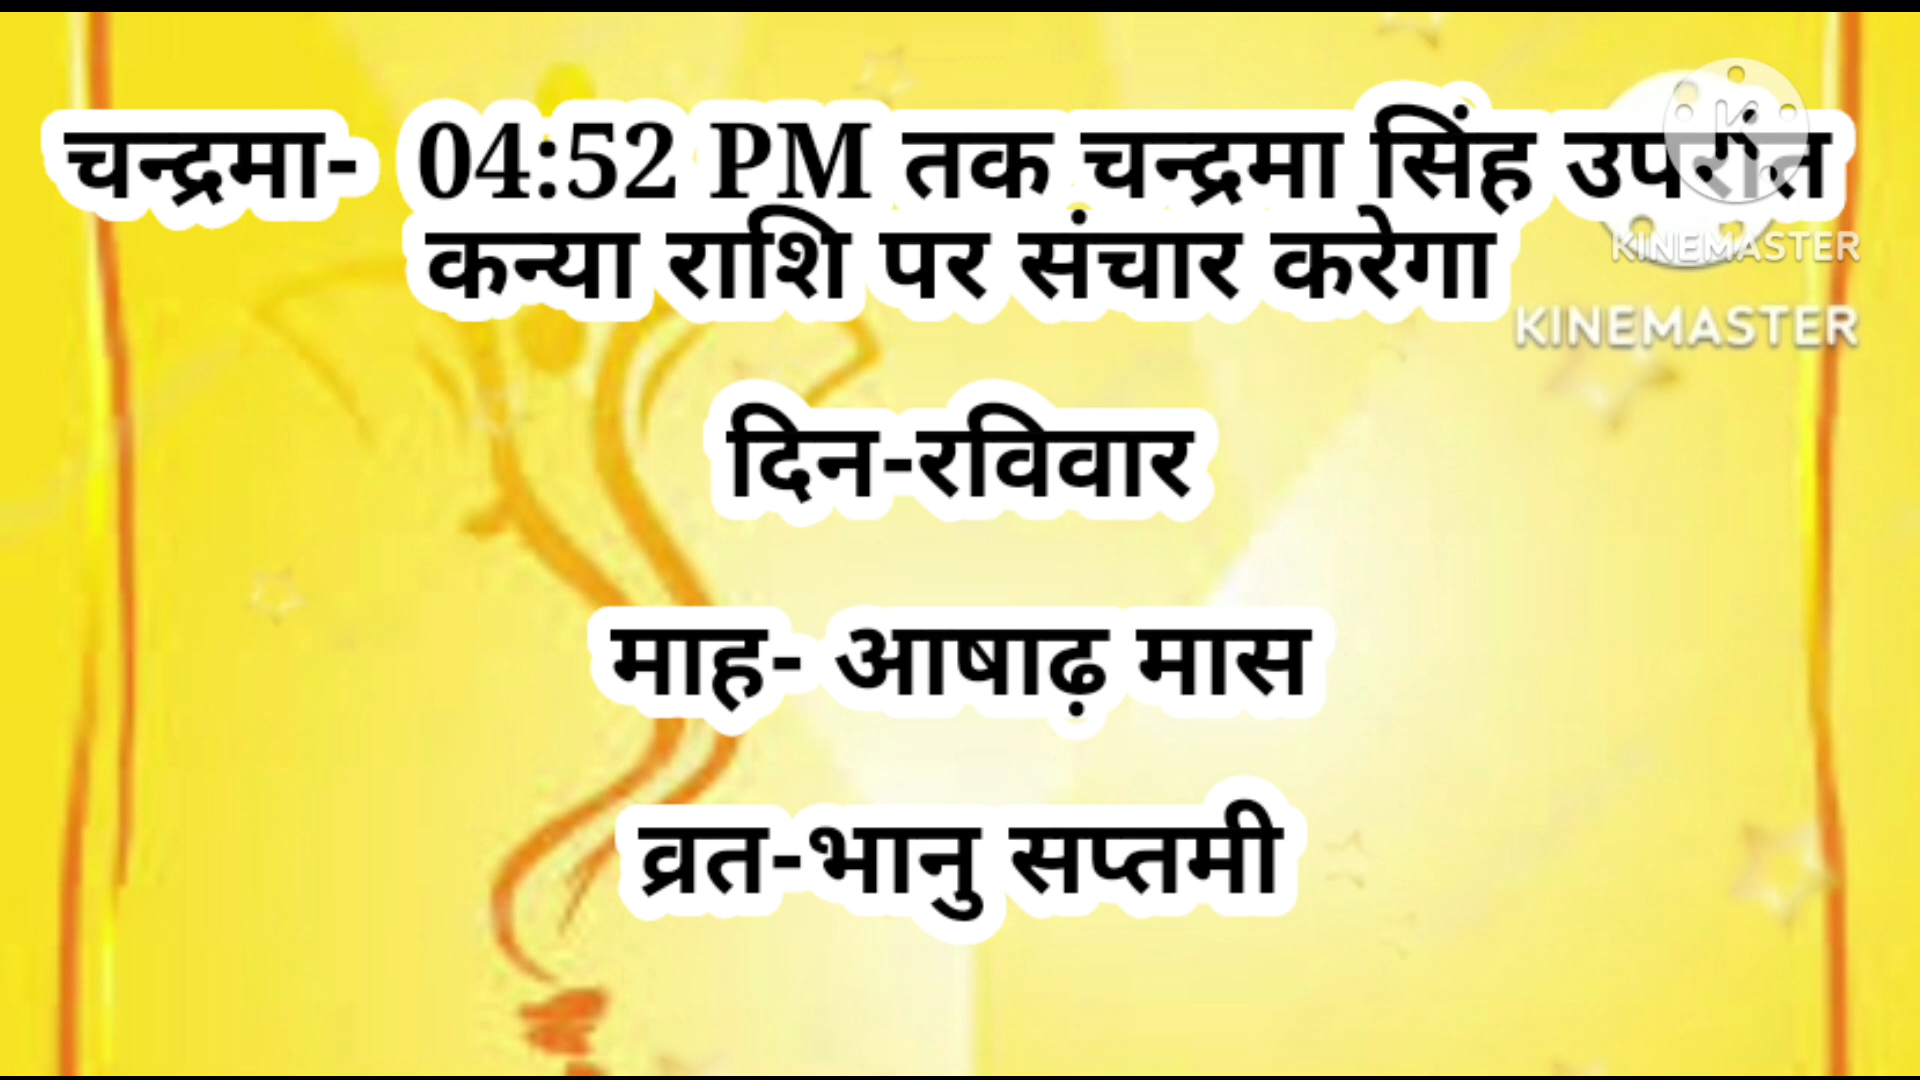 चन्द्रमा- 04:52 PM तक चन्द्रमा सिंह उपरांत
कन्या राशि पर संचार करेगा
KINEMASTER
KINEMASTER
दिन-रविवार
माह- आषाढ़ मास
व्रत-भानु सप्तमी